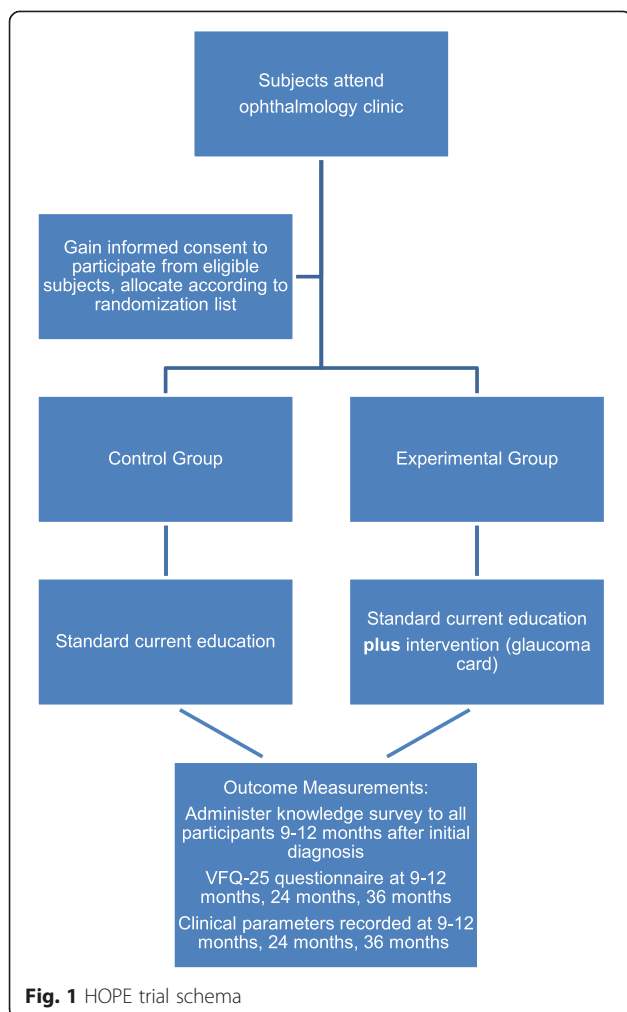 Subjects attend
ophthalmology clinic
Gain informed consent to
participate from eligible
subjects, allocate according to
randomization list
Control Group
Experimental Group
Standard current education
Standard current education
plus intervention (glaucoma
card)
Outcome Measurements:
Administer knowledge survey to all
participants 9-12 months after initial
diagnosis
VFQ-25 questionnaire at 9-12
months, 24 months, 36 months
Clinical parameters recorded at 9-12
months, 24 months, 36 months
Fig. 1 HOPE trial schema